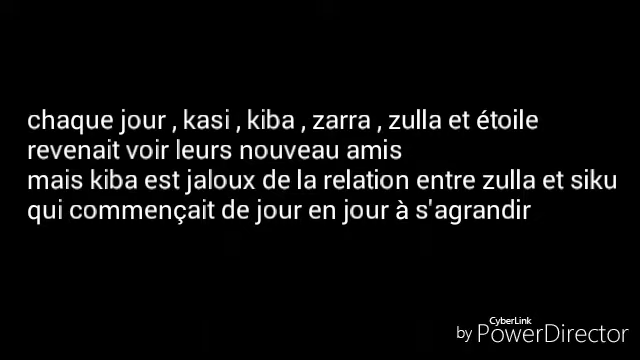 chaque jour , kasi , kiba , zarra , zulla et étoile
revenait voir leurs nouveau amis
mais kiba est jaloux de la relation entre zulla et siku
qui commençait de jour en jour à s'agrandir
CyberLink
by PowerDirector